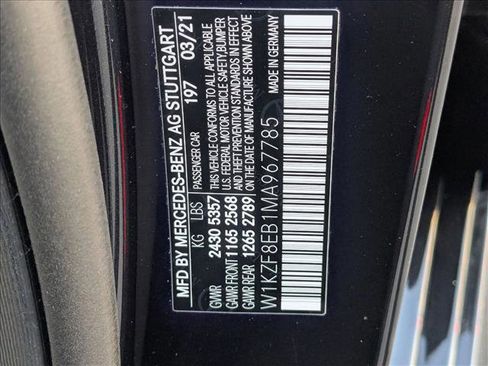 MFD BY MERCEDES-BENZ AG STUTTGART
197 03/21
KG LBS PASSENGER CAR
GVWR 2430 5357 THIS VEHICLE CONFORMS TO ALL APPLICABLE
GAWR FRONT 1165 2568 U.S. FEDERAL MOTOR VEHICLE SAFETY, BUMPER
GAWR REAR 1265 2789 AND THEFT PREVENTION STANDARDS IN EFFECT
ON THE DATE OF MANUFACTURE SHOWN ABOVE
W1KZF8EB1MA967785 MADE IN GERMANY